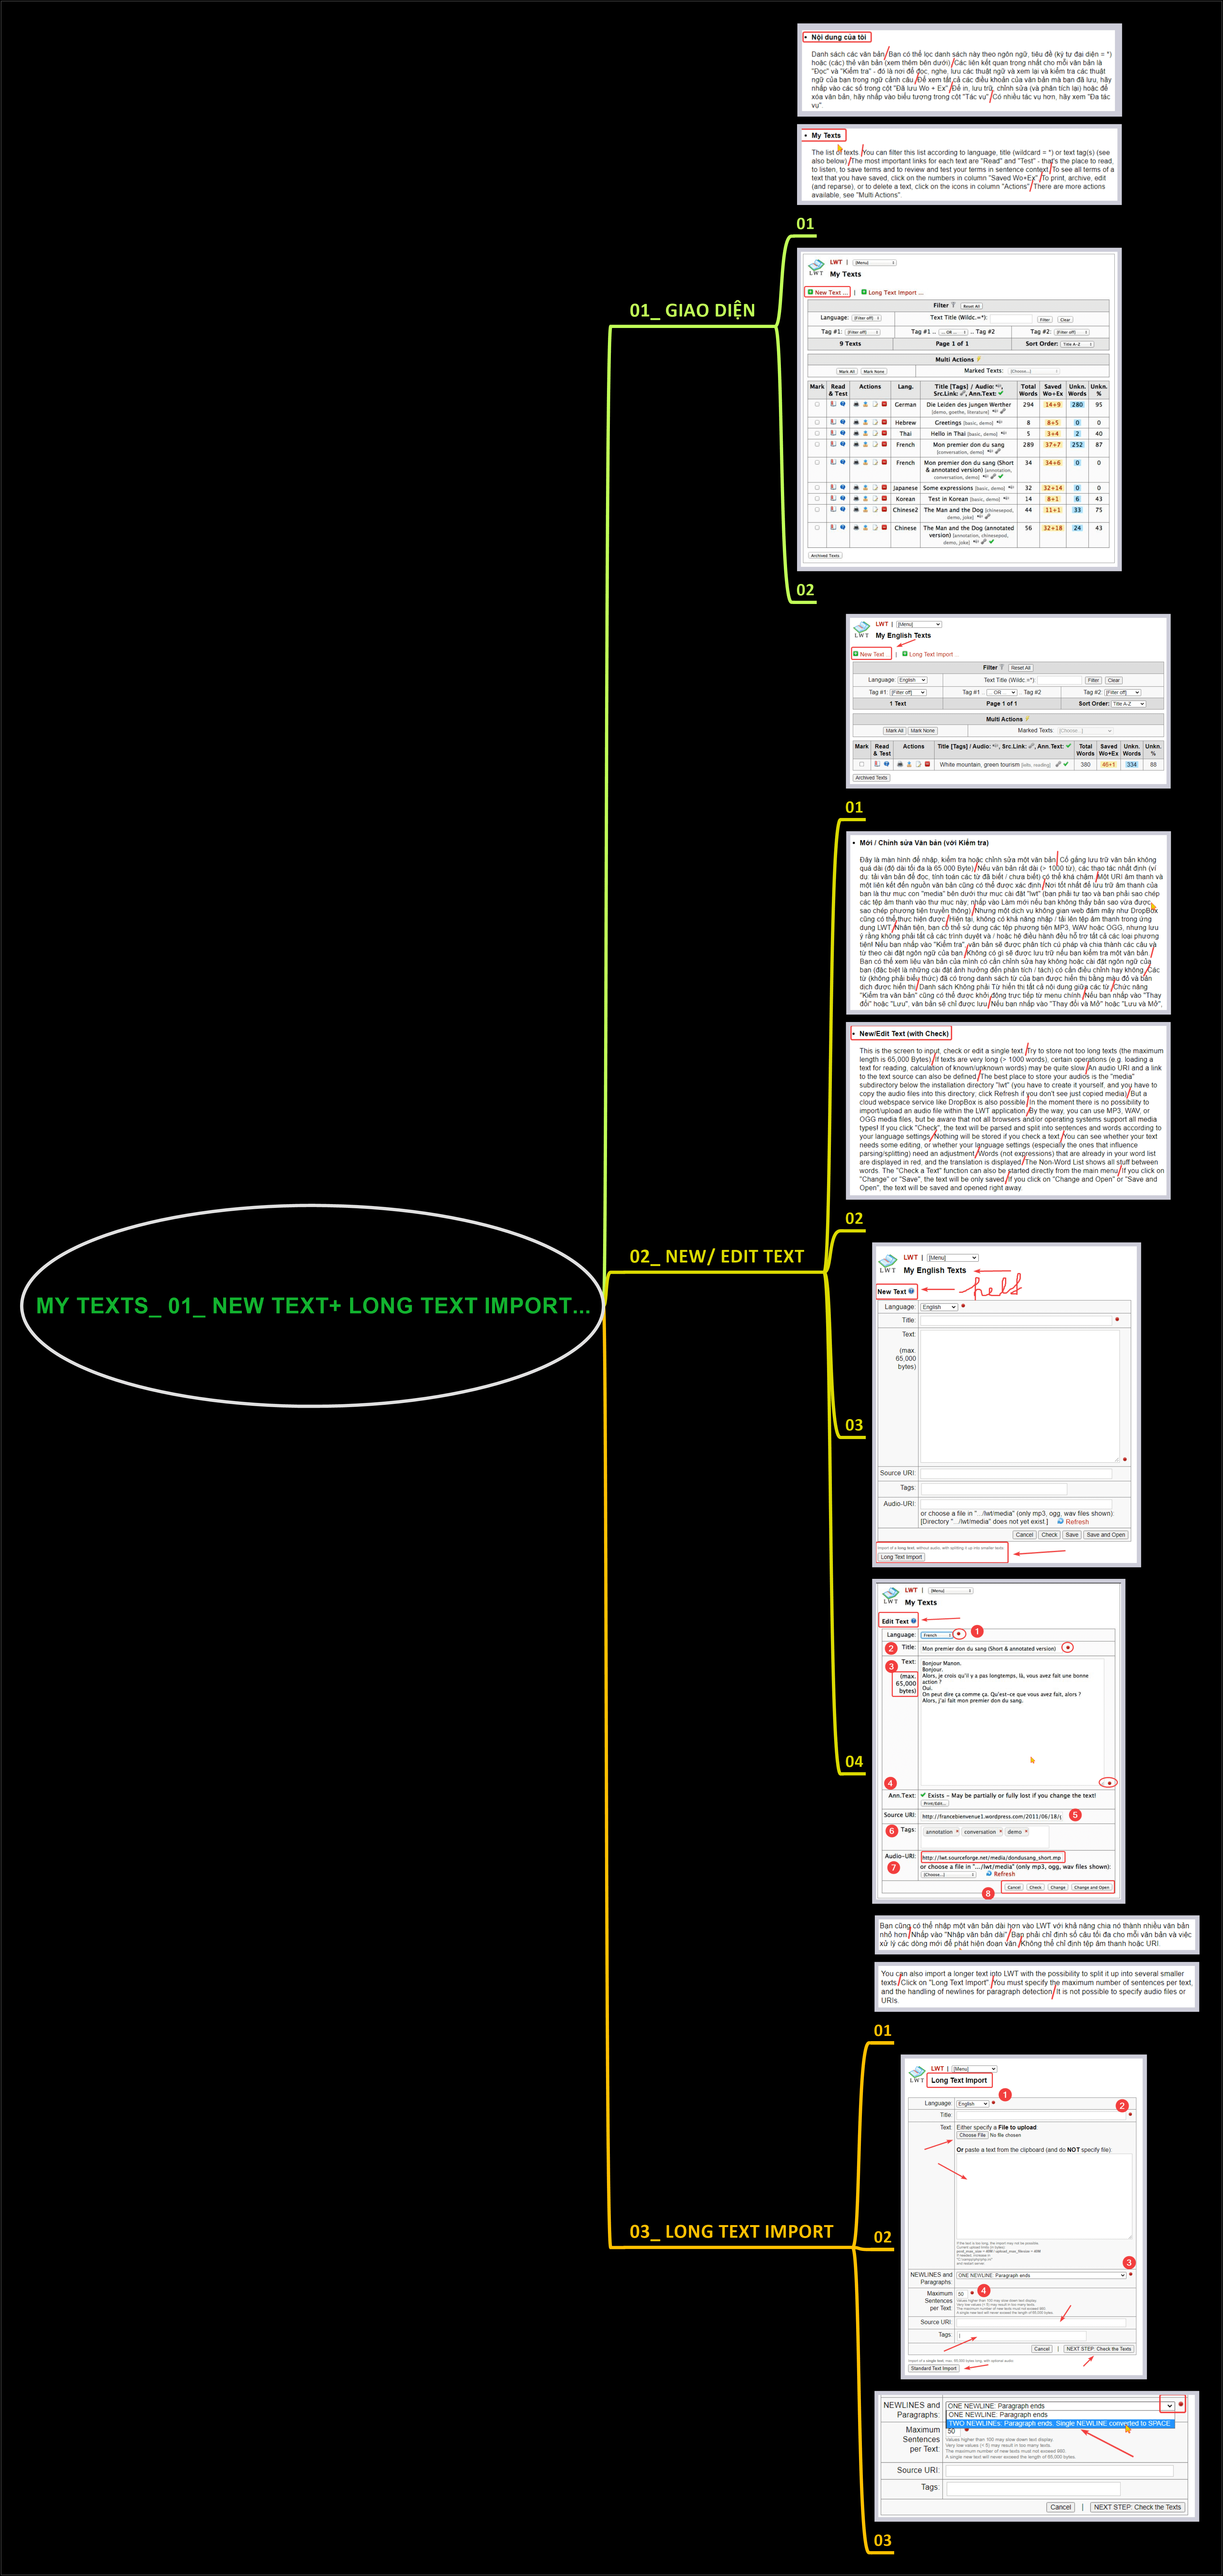 • Nội dung của tôi
Danh sách các văn bản Bạn có thể lọc danh sách này theo ngôn ngữ, tiêu đề (ký tự đại diện = *)
hoặc (các) thẻ văn bản (xem thêm bên dưới) Các liên kết quan trọng nhất cho mỗi văn bản là
"Đọc" và "Kiểm tra" - đó là nơi để đọc, nghe, lưu các thuật ngữ và xem lại và kiểm tra các thuật
ngữ của bạn trong ngữ cảnh câu Để xem tất cả các điều khoản của văn bản mà bạn đã lưu, hãy
nhấp vào các số trong cột "Đã lưu Wo + Ex" Để in, lưu trữ, chỉnh sửa (và phân tích lại) hoặc để
xóa văn bản, hãy nhấp vào biểu tượng trong cột "Tác vụ" Có nhiều tác vụ hơn, hãy xem "Đa tác
vụ".
• My Texts
The list of texts. You can filter this list according to language, title (wildcard = *) or text tag(s) (see
also below) The most important links for each text are "Read" and "Test" - that's the place to read,
to listen, to save terms and to review and test your terms in sentence context To see all terms of a
text that you have saved, click on the numbers in column "Saved Wo+Ex" To print, archive, edit
(and reparse), or to delete a text, click on the icons in column "Actions" There are more actions
available, see "Multi Actions".
01
LWT | [Menu]
LWT
My Texts
New Text ... | Long Text Import ...
Filter Reset All
Language: [Filter off] Text Title (Wildc.=*): Filter Clear
Tag #1: [Filter off] Tag #1 .. ... OR ... .. Tag #2 Tag #2: [Filter off]
9 Texts Page 1 of 1 Sort Order: Title A-Z
Multi Actions
Mark All Mark None Marked Texts: [Choose...]
Mark Read & Test Actions Lang. Title [Tags] / Audio: , Src.Link: , Ann.Text: Total Words Saved Wo+Ex Unkn. Words Unkn. %
German Die Leiden des jungen Werther [demo, goethe, literature] 294 14+9 280 95
Hebrew Greetings [basic, demo] 8 8+5 0 0
Thai Hello in Thai [basic, demo] 5 3+4 2 40
French Mon premier don du sang [conversation, demo] 289 37+7 252 87
French Mon premier don du sang (Short & annotated version) [annotation, conversation, demo] 34 34+6 0 0
Japanese Some expressions [basic, demo] 32 32+14 0 0
Korean Test in Korean [basic, demo] 14 8+1 6 43
Chinese2 The Man and the Dog [chinesepod, demo, joke] 44 11+1 33 75
Chinese The Man and the Dog (annotated version) [annotation, chinesepod, demo, joke] 56 32+18 24 43
Archived Texts
01_ GIAO DIỆN
02
LWT | [Menu]
LWT
My English Texts
New Text ... | Long Text Import ...
Filter Reset All
Language: English Text Title (Wildc.=*): Filter Clear
Tag #1: [Filter off] Tag #1 .. ... OR ... .. Tag #2 Tag #2: [Filter off]
1 Text Page 1 of 1 Sort Order: Title A-Z
Multi Actions
Mark All Mark None Marked Texts: [Choose...]
Mark Read & Test Actions Title [Tags] / Audio: , Src.Link: , Ann.Text: Total Words Saved Wo+Ex Unkn. Words Unkn. %
White mountain, green tourism [ielts, reading] 380 46+1 334 88
Archived Texts
01
• Mới / Chỉnh sửa Văn bản (với Kiểm tra)
Đây là màn hình để nhập, kiểm tra hoặc chỉnh sửa một văn bản Cố gắng lưu trữ văn bản không
quá dài (độ dài tối đa là 65.000 Byte) Nếu văn bản rất dài (> 1000 từ), các thao tác nhất định (ví
dụ: tải văn bản để đọc, tính toán các từ đã biết / chưa biết) có thể khá chậm Một URI âm thanh và
một liên kết đến nguồn văn bản cũng có thể được xác định Nơi tốt nhất để lưu trữ âm thanh của
bạn là thư mục con "media" bên dưới thư mục cài đặt "lwt" (bạn phải tự tạo và bạn phải sao chép
các tệp âm thanh vào thư mục này; nhấp vào Làm mới nếu bạn không thấy bản sao vừa được
sao chép phương tiện truyền thông) Nhưng một dịch vụ không gian web đám mây như DropBox
cũng có thể thực hiện được Hiện tại, không có khả năng nhập / tải lên tệp âm thanh trong ứng
dụng LWT Nhân tiện, bạn có thể sử dụng các tệp phương tiện MP3, WAV hoặc OGG, nhưng lưu
ý rằng không phải tất cả các trình duyệt và / hoặc hệ điều hành đều hỗ trợ tất cả các loại phương
tiện! Nếu bạn nhấp vào "Kiểm tra", văn bản sẽ được phân tích cú pháp và chia thành các câu và
từ theo cài đặt ngôn ngữ của bạn Không có gì sẽ được lưu trữ nếu bạn kiểm tra một văn bản
Bạn có thể xem liệu văn bản của mình có cần chỉnh sửa hay không hoặc cài đặt ngôn ngữ của
bạn (đặc biệt là những cài đặt ảnh hưởng đến phân tích / tách) có cần điều chỉnh hay không Các
từ (không phải biểu thức) đã có trong danh sách từ của bạn được hiển thị bằng màu đỏ và bản
dịch được hiển thị Danh sách Không phải Từ hiển thị tất cả nội dung giữa các từ Chức năng
"Kiểm tra văn bản" cũng có thể được khởi động trực tiếp từ menu chính Nếu bạn nhấp vào "Thay
đổi" hoặc "Lưu", văn bản sẽ chỉ được lưu Nếu bạn nhấp vào "Thay đổi và Mở" hoặc "Lưu và Mở",
• New/Edit Text (with Check)
This is the screen to input, check or edit a single text Try to store not too long texts (the maximum
length is 65,000 Bytes) If texts are very long (> 1000 words), certain operations (e.g. loading a
text for reading, calculation of known/unknown words) may be quite slow An audio URI and a link
to the text source can also be defined The best place to store your audios is the "media"
subdirectory below the installation directory "lwt" (you have to create it yourself, and you have to
copy the audio files into this directory; click Refresh if you don't see just copied media) But a
cloud webspace service like DropBox is also possible In the moment there is no possibility to
import/upload an audio file within the LWT application By the way, you can use MP3, WAV, or
OGG media files, but be aware that not all browsers and/or operating systems support all media
types! If you click "Check", the text will be parsed and split into sentences and words according to
your language settings Nothing will be stored if you check a text You can see whether your text
needs some editing, or whether your language settings (especially the ones that influence
parsing/splitting) need an adjustment Words (not expressions) that are already in your word list
are displayed in red, and the translation is displayed The Non-Word List shows all stuff between
words. The "Check a Text" function can also be started directly from the main menu If you click on
"Change" or "Save", the text will be only saved If you click on "Change and Open" or "Save and
Open", the text will be saved and opened right away.
02
02_ NEW/ EDIT TEXT
LWT | [Menu]
LWT
My English Texts
New Text help
Language: English
Title:
Text:
(max.
65,000
bytes)
Source URI:
Tags:
Audio-URI:
or choose a file in ".../lwt/media" (only mp3, ogg, wav files shown)
[Directory ".../lwt/media" does not yet exist.] Refresh
Cancel Check Save Save and Open
Import of a long text, without audio, with splitting it up into smaller texts:
Long Text Import
03
MY TEXTS_ 01_ NEW TEXT+ LONG TEXT IMPORT...
LWT | [Menu]
LWT
My Texts
Edit Text
Language: French 1
2 Title: Mon premier don du sang (Short & annotated version)
3 Text:
(max.
65,000
bytes)
Bonjour Manon.
Bonjour.
Alors, je crois qu'il y a pas longtemps, là, vous avez fait une bonne
action ?
Oui.
On peut dire ça comme ça. Qu'est-ce que vous avez fait, alors ?
Alors, j'ai fait mon premier don du sang.
4
Ann.Text: Exists - May be partially or fully lost if you change the text!
Print/Edit...
Source URI: http://francebienvenue1.wordpress.com/2011/06/18/g 5
6 Tags: annotation conversation demo
Audio-URI: http://lwt.sourceforge.net/media/dondusang_short.mp
7 or choose a file in ".../lwt/media" (only mp3, ogg, wav files shown):
[Choose...] Refresh
8 Cancel Check Change Change and Open
04
Bạn cũng có thể nhập một văn bản dài hơn vào LWT với khả năng chia nó thành nhiều văn bản
nhỏ hơn Nhấp vào "Nhập văn bản dài" Bạn phải chỉ định số câu tối đa cho mỗi văn bản và việc
xử lý các dòng mới để phát hiện đoạn văn Không thể chỉ định tệp âm thanh hoặc URI.
You can also import a longer text into LWT with the possibility to split it up into several smaller
texts Click on "Long Text Import" You must specify the maximum number of sentences per text,
and the handling of newlines for paragraph detection It is not possible to specify audio files or
URIs.
01
LWT | [Menu]
LWT
Long Text Import
1
Language: English 2
Title:
Text: Either specify a File to upload:
Choose File No file chosen
Or paste a text from the clipboard (and do NOT specify file):
If the text is too long, the import may not be possible.
Current upload limits (in bytes):
and restart server.
3
NEWLINES and Paragraphs: ONE NEWLINE: Paragraph ends
Maximum Sentences per Text: 50 4
Values higher than 100 may slow down text display.
Very low values (< 5) may result in too many texts.
The maximum number of new texts must not exceed 960.
A single new text will never exceed the length of 65,000 bytes.
Source URI:
Tags:
Cancel | NEXT STEP: Check the Texts
Import of a single text, max. 65,000 bytes long, with optional audio:
Standard Text Import
02
03_ LONG TEXT IMPORT
NEWLINES and Paragraphs: ONE NEWLINE: Paragraph ends
ONE NEWLINE: Paragraph ends
TWO NEWLINEs: Paragraph ends. Single NEWLINE converted to SPACE
Maximum Sentences per Text: 50
Values higher than 100 may slow down text display.
Very low values (< 5) may result in too many texts.
The maximum number of new texts must not exceed 960.
A single new text will never exceed the length of 65,000 bytes.
Source URI:
Tags:
Cancel | NEXT STEP: Check the Texts
03